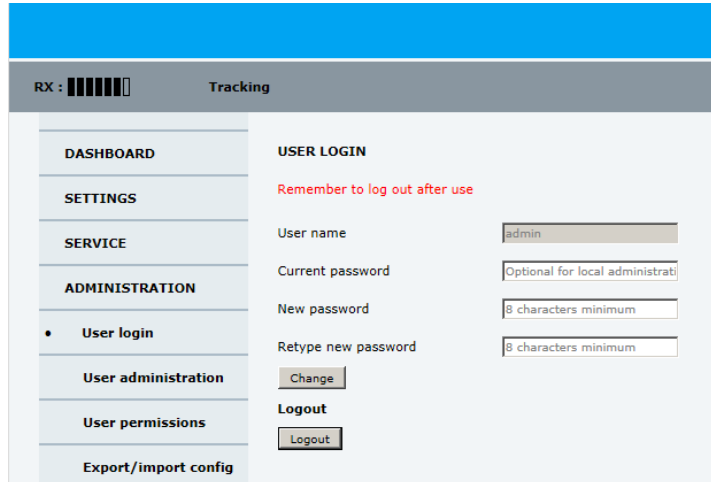 RX : Tracking
DASHBOARD
SETTINGS
SERVICE
ADMINISTRATION
• User login
User administration
User permissions
Export/import config
USER LOGIN
Remember to log out after use
User name admin
Current password Optional for local administrati
New password 8 characters minimum
Retype new password 8 characters minimum
Change
Logout
Logout